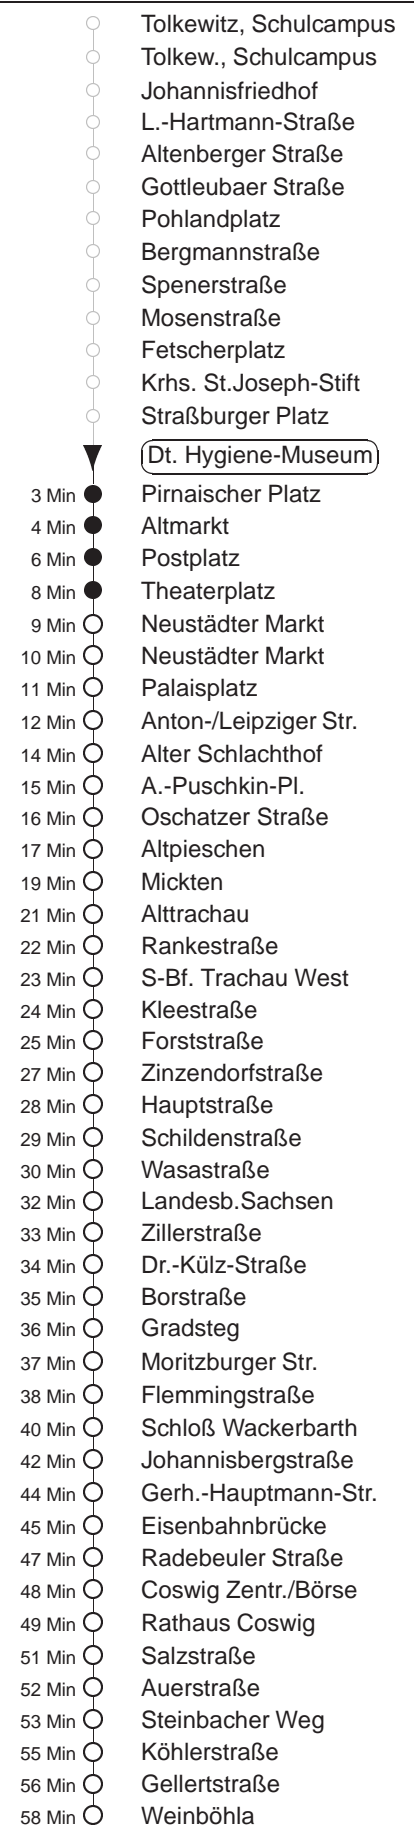 Tolkewitz, Schulcampus
Tolkew., Schulcampus
Johannisfriedhof
L.-Hartmann-Straße
Altenberger Straße
Gottleubaer Straße
Pohlandplatz
Bergmannstraße
Spenerstraße
Mosenstraße
Fetscherplatz
Krhs. St.Joseph-Stift
Straßburger Platz
Dt. Hygiene-Museum
3 Min Pirnaischer Platz
4 Min Altmarkt
6 Min Postplatz
8 Min Theaterplatz
9 Min Neustädter Markt
10 Min Neustädter Markt
11 Min Palaisplatz
12 Min Anton-/Leipziger Str.
14 Min Alter Schlachthof
15 Min A.-Puschkin-Pl.
16 Min Oschatzer Straße
17 Min Altpieschen
19 Min Mickten
21 Min Alttrachau
22 Min Rankestraße
23 Min S-Bf. Trachau West
24 Min Kleestraße
25 Min Forststraße
27 Min Zinzendorfstraße
28 Min Hauptstraße
29 Min Schildenstraße
30 Min Wasastraße
32 Min Landesb.Sachsen
33 Min Zillerstraße
34 Min Dr.-Külz-Straße
35 Min Borstraße
36 Min Gradsteg
37 Min Moritzburger Str.
38 Min Flemmingstraße
40 Min Schloß Wackerbarth
42 Min Johannisbergstraße
44 Min Gerh.-Hauptmann-Str.
45 Min Eisenbahnbrücke
47 Min Radebeuler Straße
48 Min Coswig Zentr./Börse
49 Min Rathaus Coswig
51 Min Salzstraße
52 Min Auerstraße
53 Min Steinbacher Weg
55 Min Köhlerstraße
56 Min Gellertstraße
58 Min Weinböhla